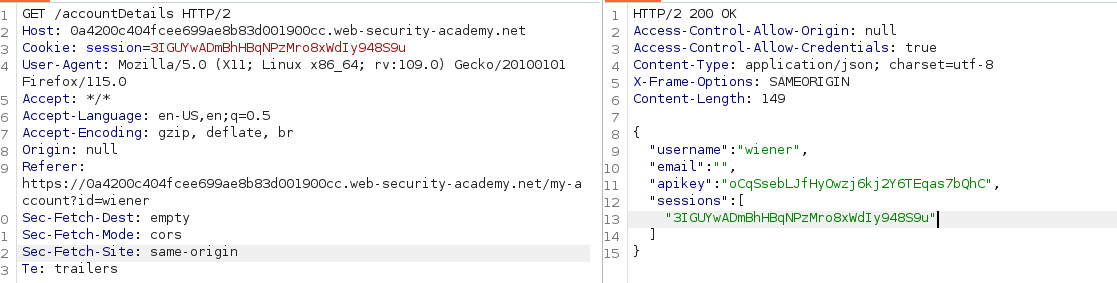 1 GET /accountDetails HTTP/2
2 Host: 0a4200c404fcee699ae8b83d001900cc.web-security-academy.net
3 Cookie: session=3IGUYwADmBhHBqNPzMro8xWdIy948S9u
4 User-Agent: Mozilla/5.0 (X11; Linux x86_64; rv:109.0) Gecko/20100101
Firefox/115.0
5 Accept: */*
6 Accept-Language: en-US,en;q=0.5
7 Accept-Encoding: gzip, deflate, br
8 Origin: null
9 Referer:
https://0a4200c404fcee699ae8b83d001900cc.web-security-academy.net/my-a
ccount?id=wiener
0 Sec-Fetch-Dest: empty
1 Sec-Fetch-Mode: cors
2 Sec-Fetch-Site: same-origin
3 Te: trailers
1 HTTP/2 200 OK
2 Access-Control-Allow-Origin: null
3 Access-Control-Allow-Credentials: true
4 Content-Type: application/json; charset=utf-8
5 X-Frame-Options: SAMEORIGIN
6 Content-Length: 149
7
8 {
9 "username":"wiener",
10 "email":"",
11 "apikey":"oCqSsebLJfHyOwzj6kj2Y6TEqas7bQhC",
12 "sessions":[
13 "3IGUYwADmBhHBqNPzMro8xWdIy948S9u"
14 ]
15 }